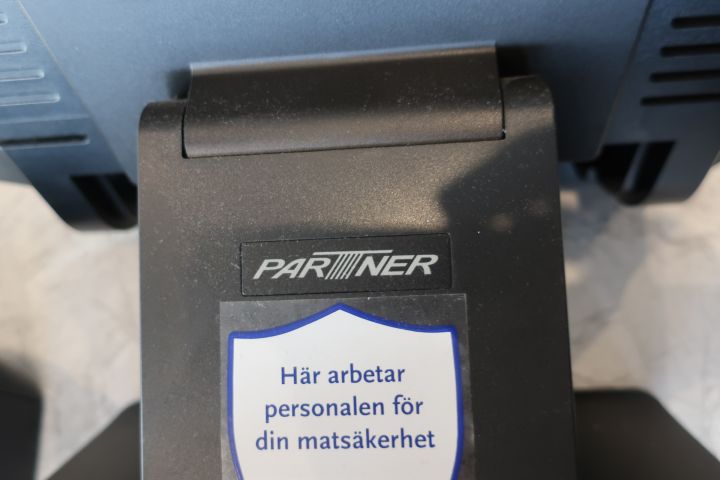 PARTNER
Här arbetar
personalen för
din matsäkerhet